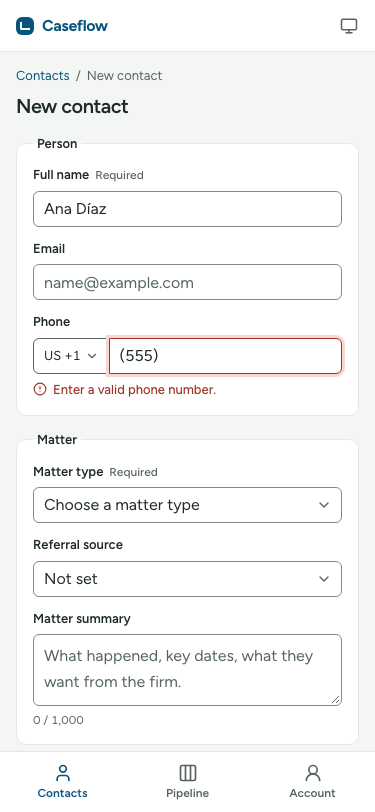 Caseflow
Contacts / New contact
New contact
Person
Full name Required
Ana Díaz
Email
name@example.com
Phone
US +1 (555)
Enter a valid phone number.
Matter
Matter type Required
Choose a matter type
Referral source
Not set
Matter summary
What happened, key dates, what they
want from the firm.
0 / 1,000
Contacts Pipeline Account